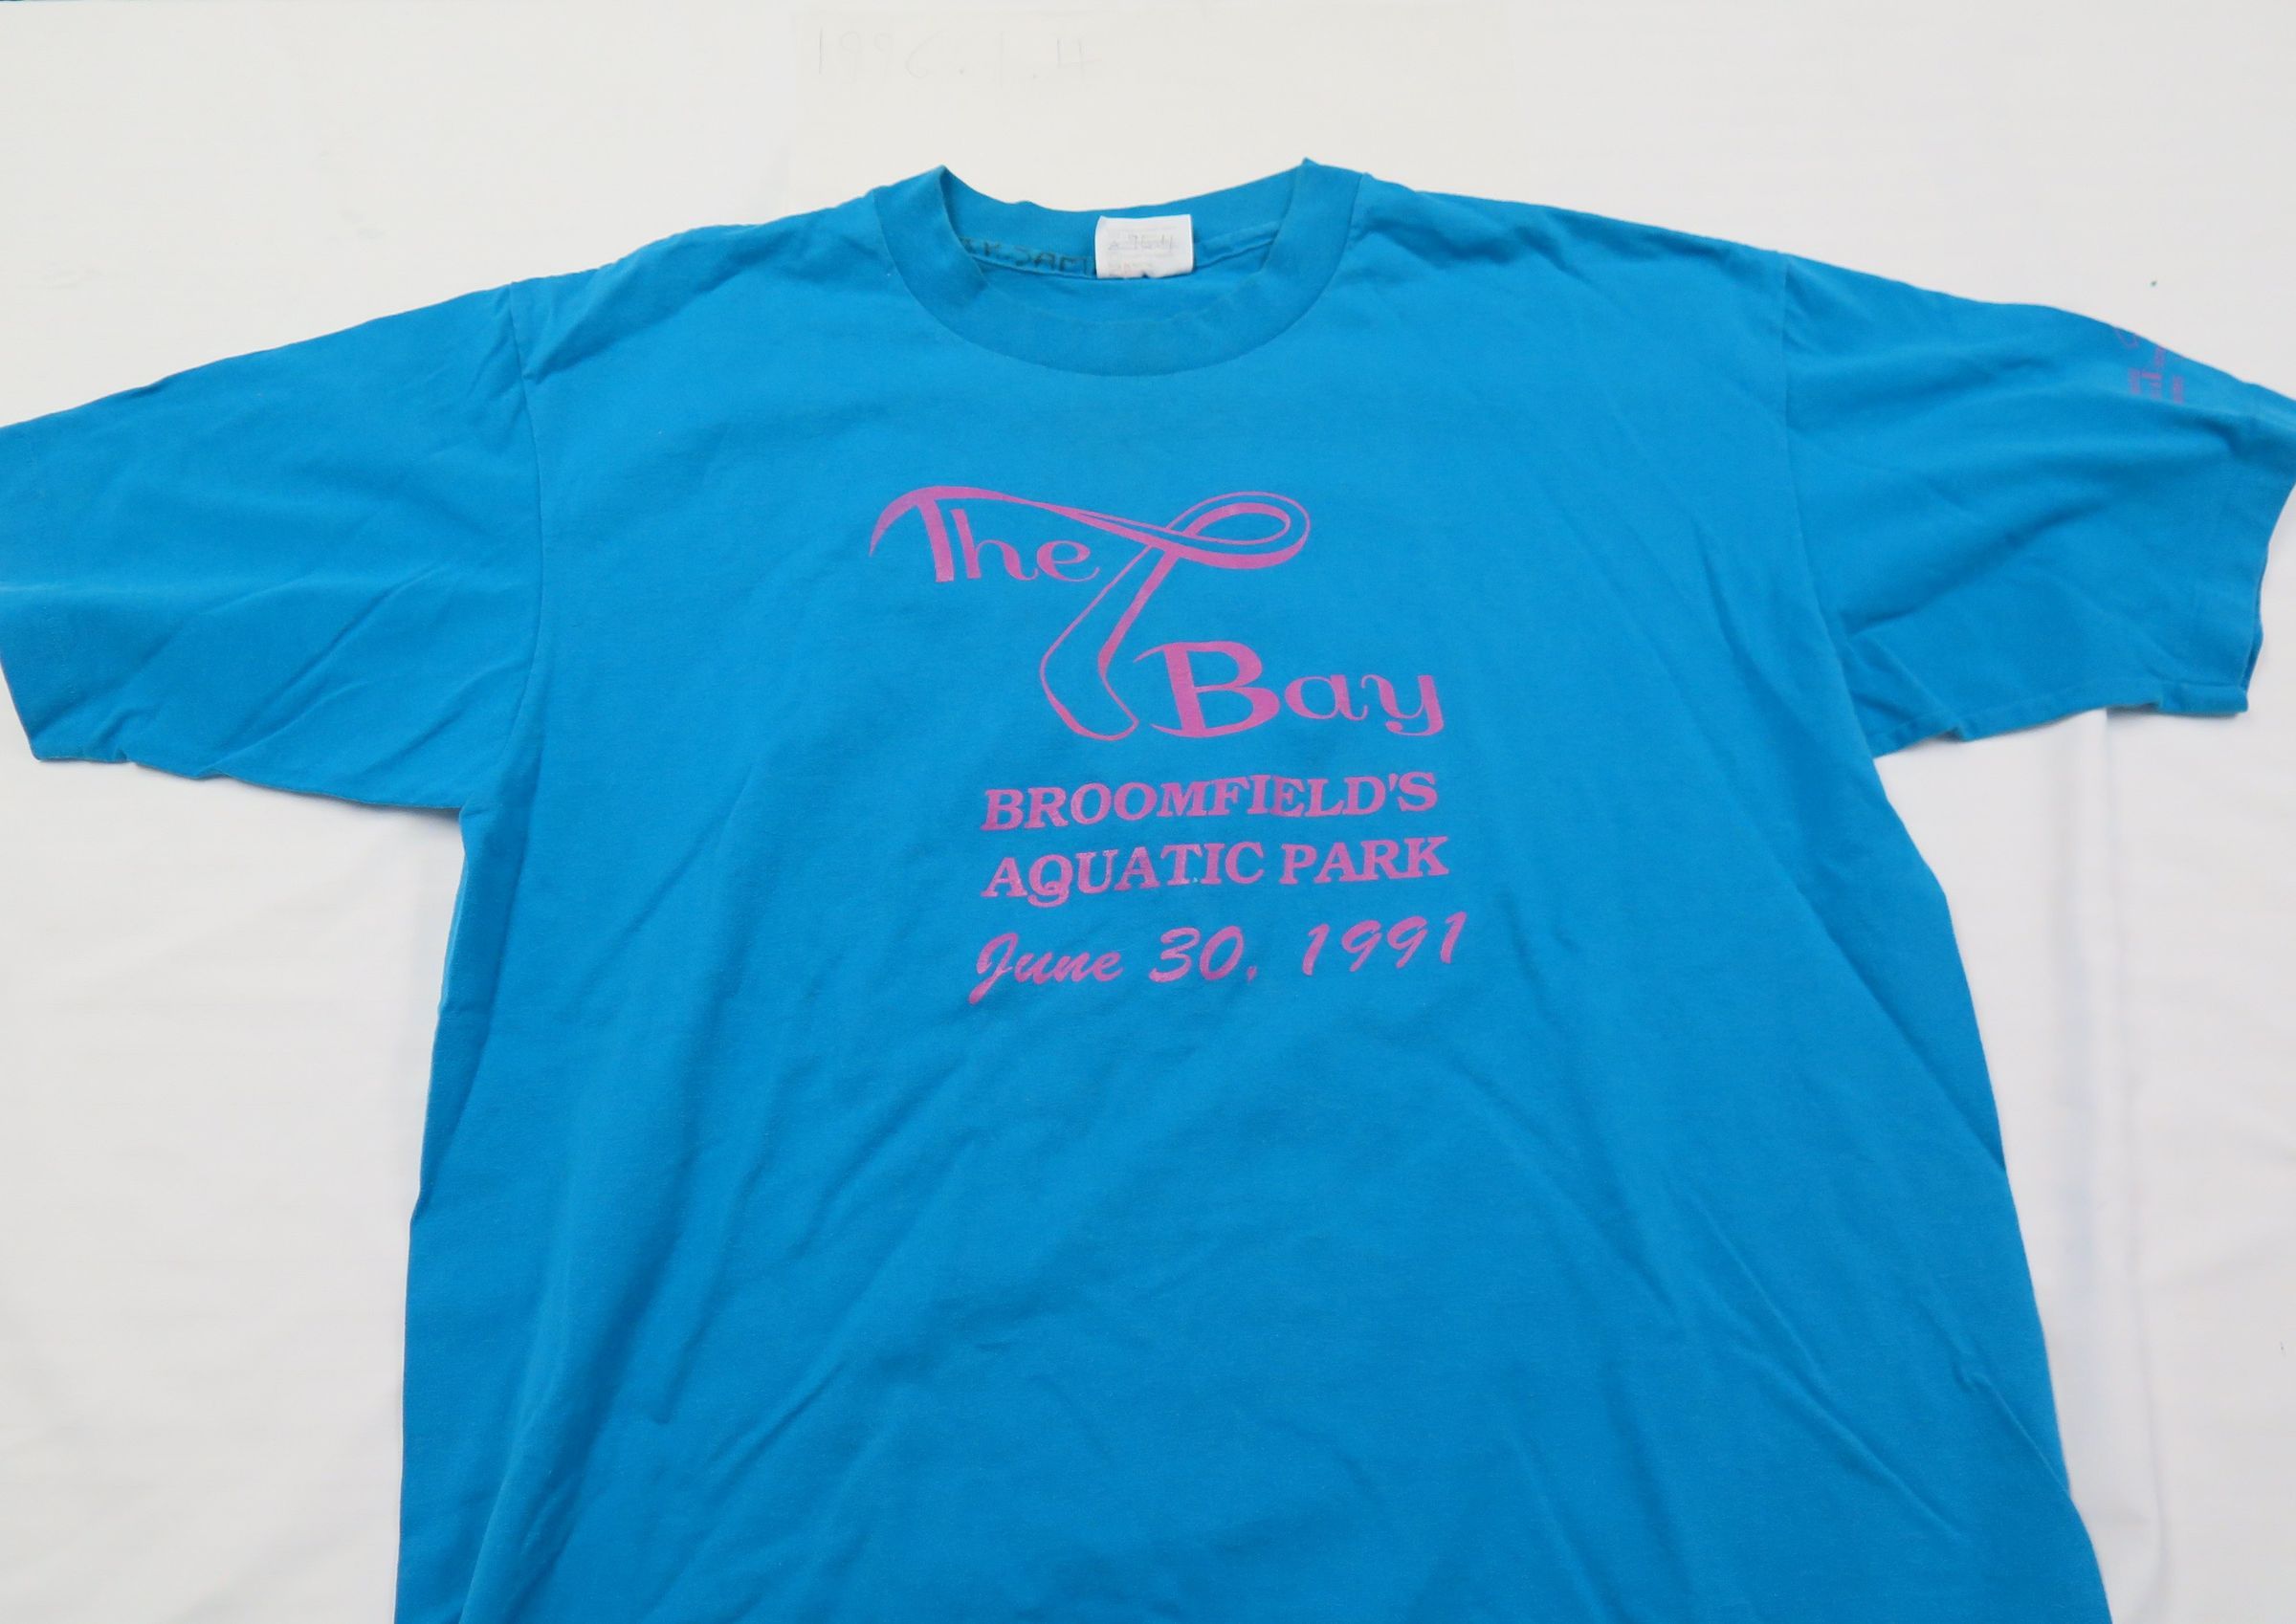 The
Bay
BROOMFIELD'S
AQUATIC PARK
June 30, 1991